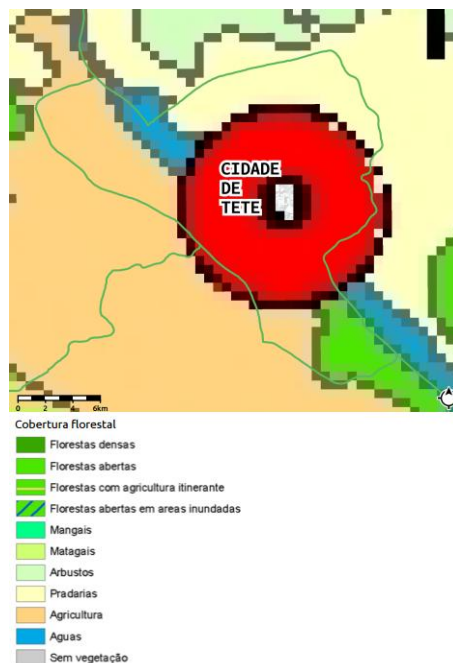 CIDADE
DE
TETE
0 2 4 6km
Cobertura florestal
Florestas densas
Florestas abertas
Florestas com agricultura itinerante
Florestas abertas em areas inundadas
Mangais
Matagais
Arbustos
Pradarias
Agricultura
Aguas
Sem vegetação